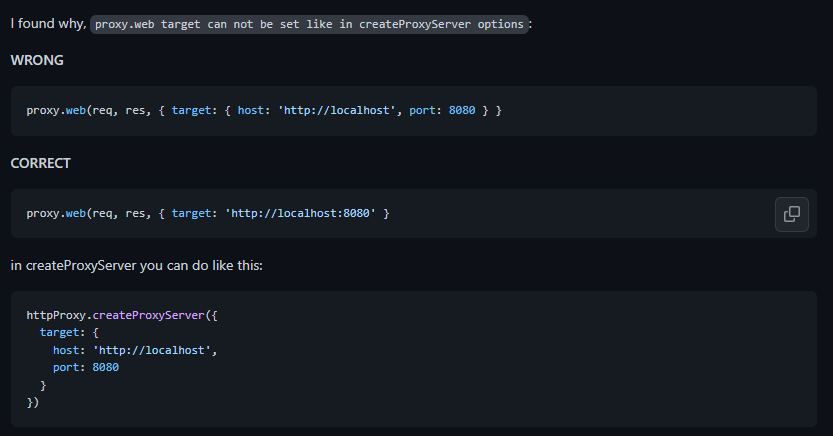 I found why, proxy.web target can not be set like in createProxyServer options:
WRONG
proxy.web(req, res, { target: { host: 'http://localhost', port: 8080 } }
CORRECT
proxy.web(req, res, { target: 'http://localhost:8080' }
in createProxyServer you can do like this:
httpProxy.createProxyServer({
  target: {
    host: 'http://localhost',
    port: 8080
  }
})